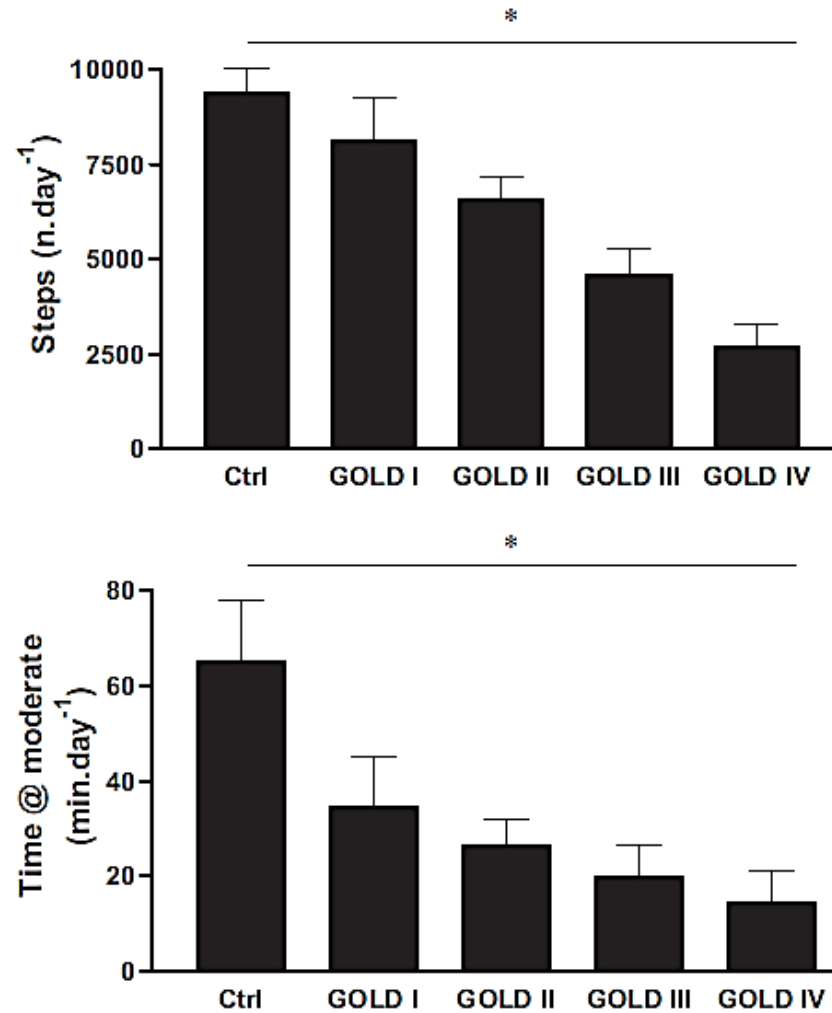 *
10000
7500
5000
2500
0
Steps (n.day⁻¹)
Ctrl GOLD I GOLD II GOLD III GOLD IV
*
80
60
40
20
0
Time @ moderate
(min.day⁻¹)
Ctrl GOLD I GOLD II GOLD III GOLD IV